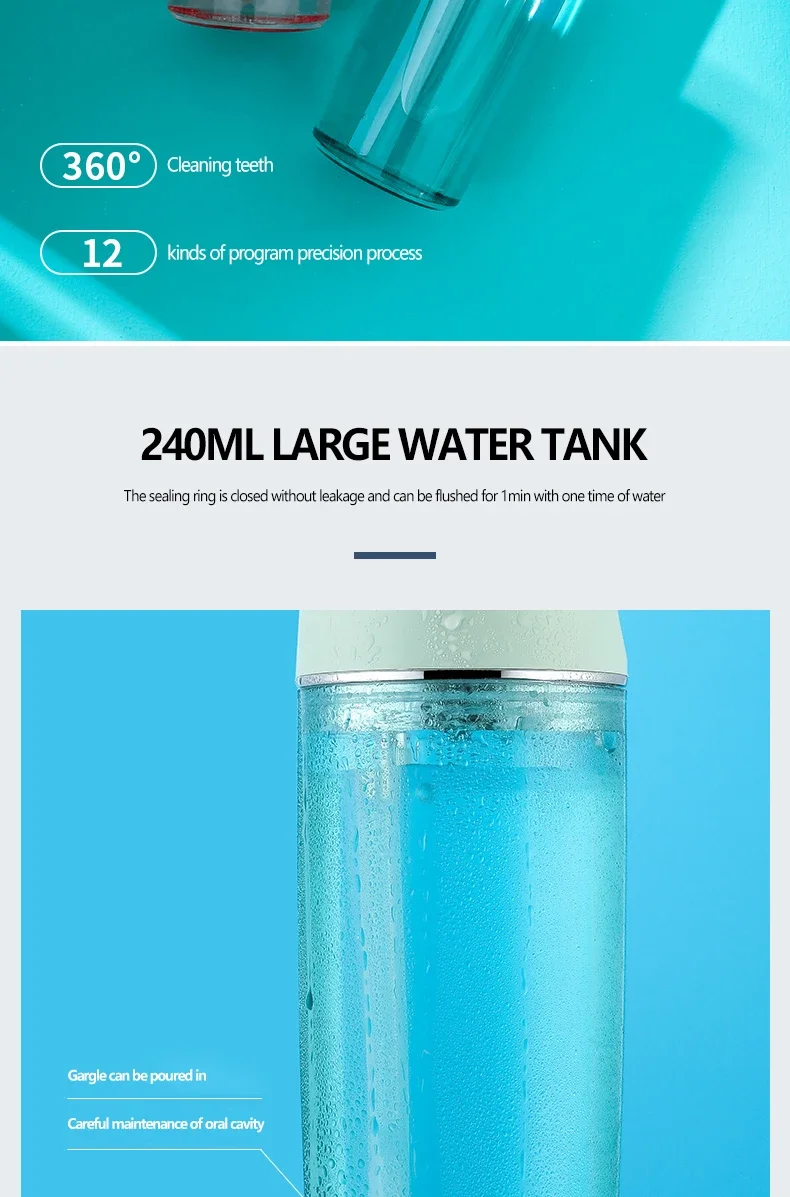 360°
Cleaning teeth
12
kinds of program precision process
240ML LARGE WATER TANK
The sealing ring is closed without leakage and can be flushed for 1min with one time of water
Gargle can be poured in
Careful maintenance of oral cavity